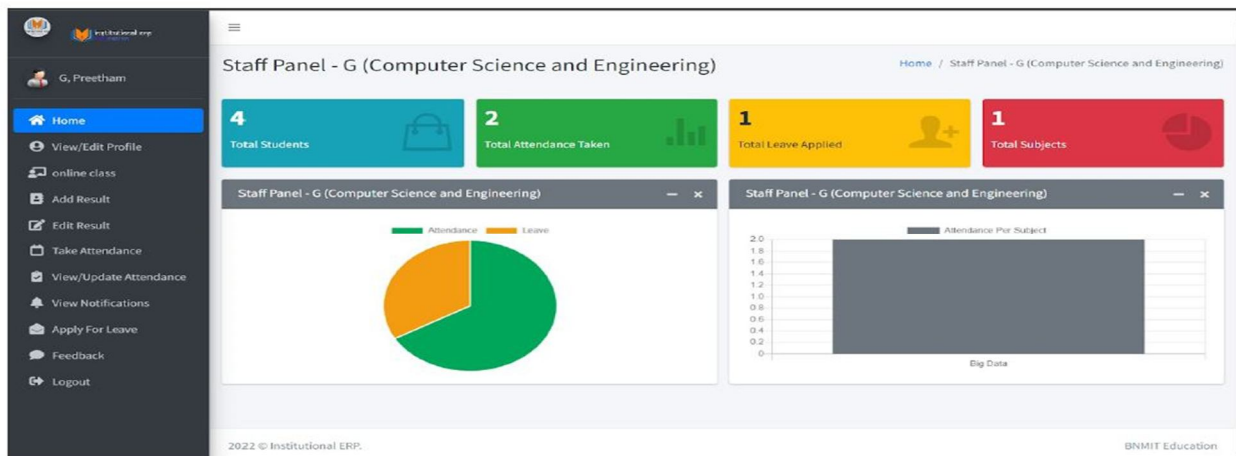 institutional erp
G, Preetham
Home
View/Edit Profile
online class
Add Result
Edit Result
Take Attendance
View/Update Attendance
View Notifications
Apply For Leave
Feedback
Logout
Staff Panel - G (Computer Science and Engineering)
Home / Staff Panel - G (Computer Science and Engineering)
4
Total Students
2
Total Attendance Taken
1
Total Leave Applied
1
Total Subjects
Staff Panel - G (Computer Science and Engineering)
Attendance Leave
Staff Panel - G (Computer Science and Engineering)
Attendance Per Subject
2.0
1.8
1.6
1.4
1.2
1.0
0.8
0.6
0.4
0.2
0
Big Data
2022 © Institutional ERP.
BNMIT Education